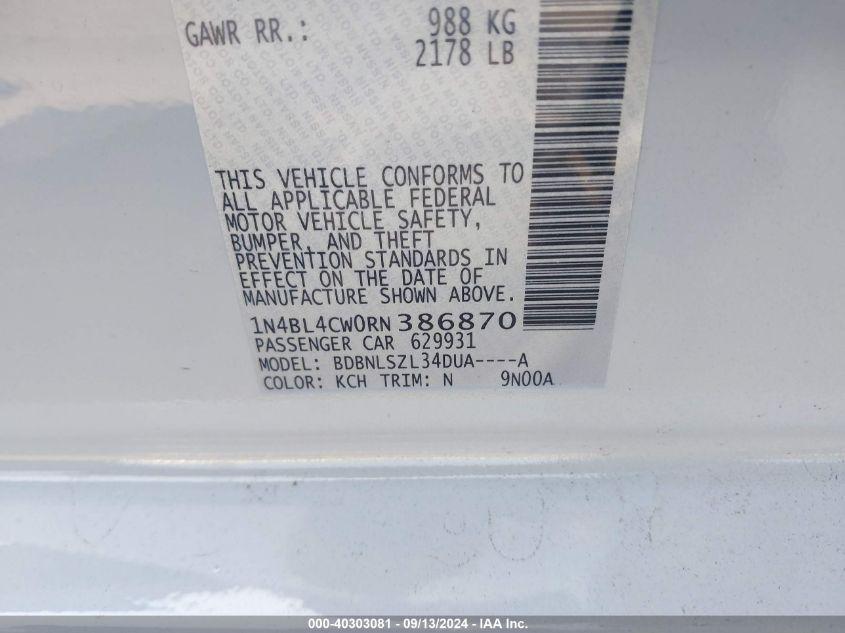 GAWR RR.: 988 KG
2178 LB
THIS VEHICLE CONFORMS TO
ALL APPLICABLE FEDERAL
MOTOR VEHICLE SAFETY,
BUMPER, AND THEFT
PREVENTION STANDARDS IN
EFFECT ON THE DATE OF
MANUFACTURE SHOWN ABOVE.
1N4BL4CW0RN386870
PASSENGER CAR 629931
MODEL: BDBNLSZL34DUA----A
COLOR: KCH TRIM: N 9N00A
000-40303081 - 09/13/2024 - IAA Inc.